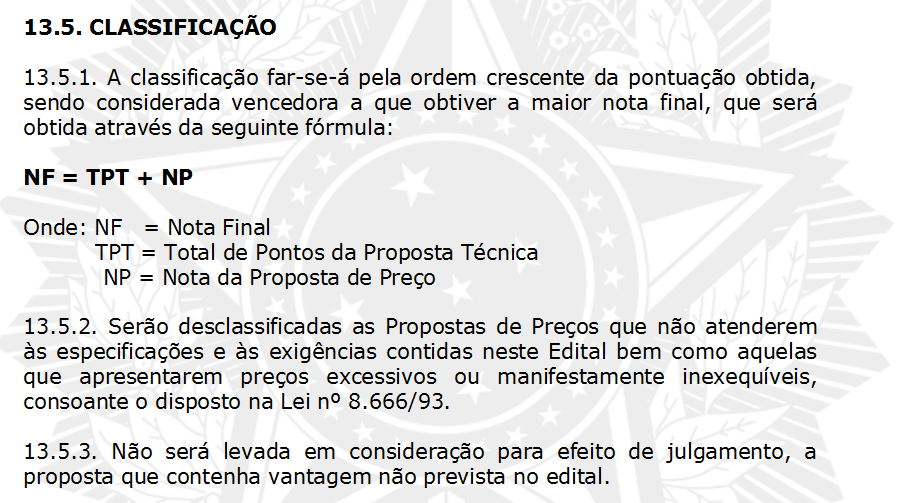 13.5. CLASSIFICAÇÃO
13.5.1. A classificação far-se-á pela ordem crescente da pontuação obtida,
sendo considerada vencedora a que obtiver a maior nota final, que será
obtida através da seguinte fórmula:
NF = TPT + NP
Onde: NF = Nota Final
TPT = Total de Pontos da Proposta Técnica
NP = Nota da Proposta de Preço
13.5.2. Serão desclassificadas as Propostas de Preços que não atenderem
às especificações e às exigências contidas neste Edital bem como aquelas
que apresentarem preços excessivos ou manifestamente inexequíveis,
consoante o disposto na Lei nº 8.666/93.
13.5.3. Não será levada em consideração para efeito de julgamento, a
proposta que contenha vantagem não prevista no edital.